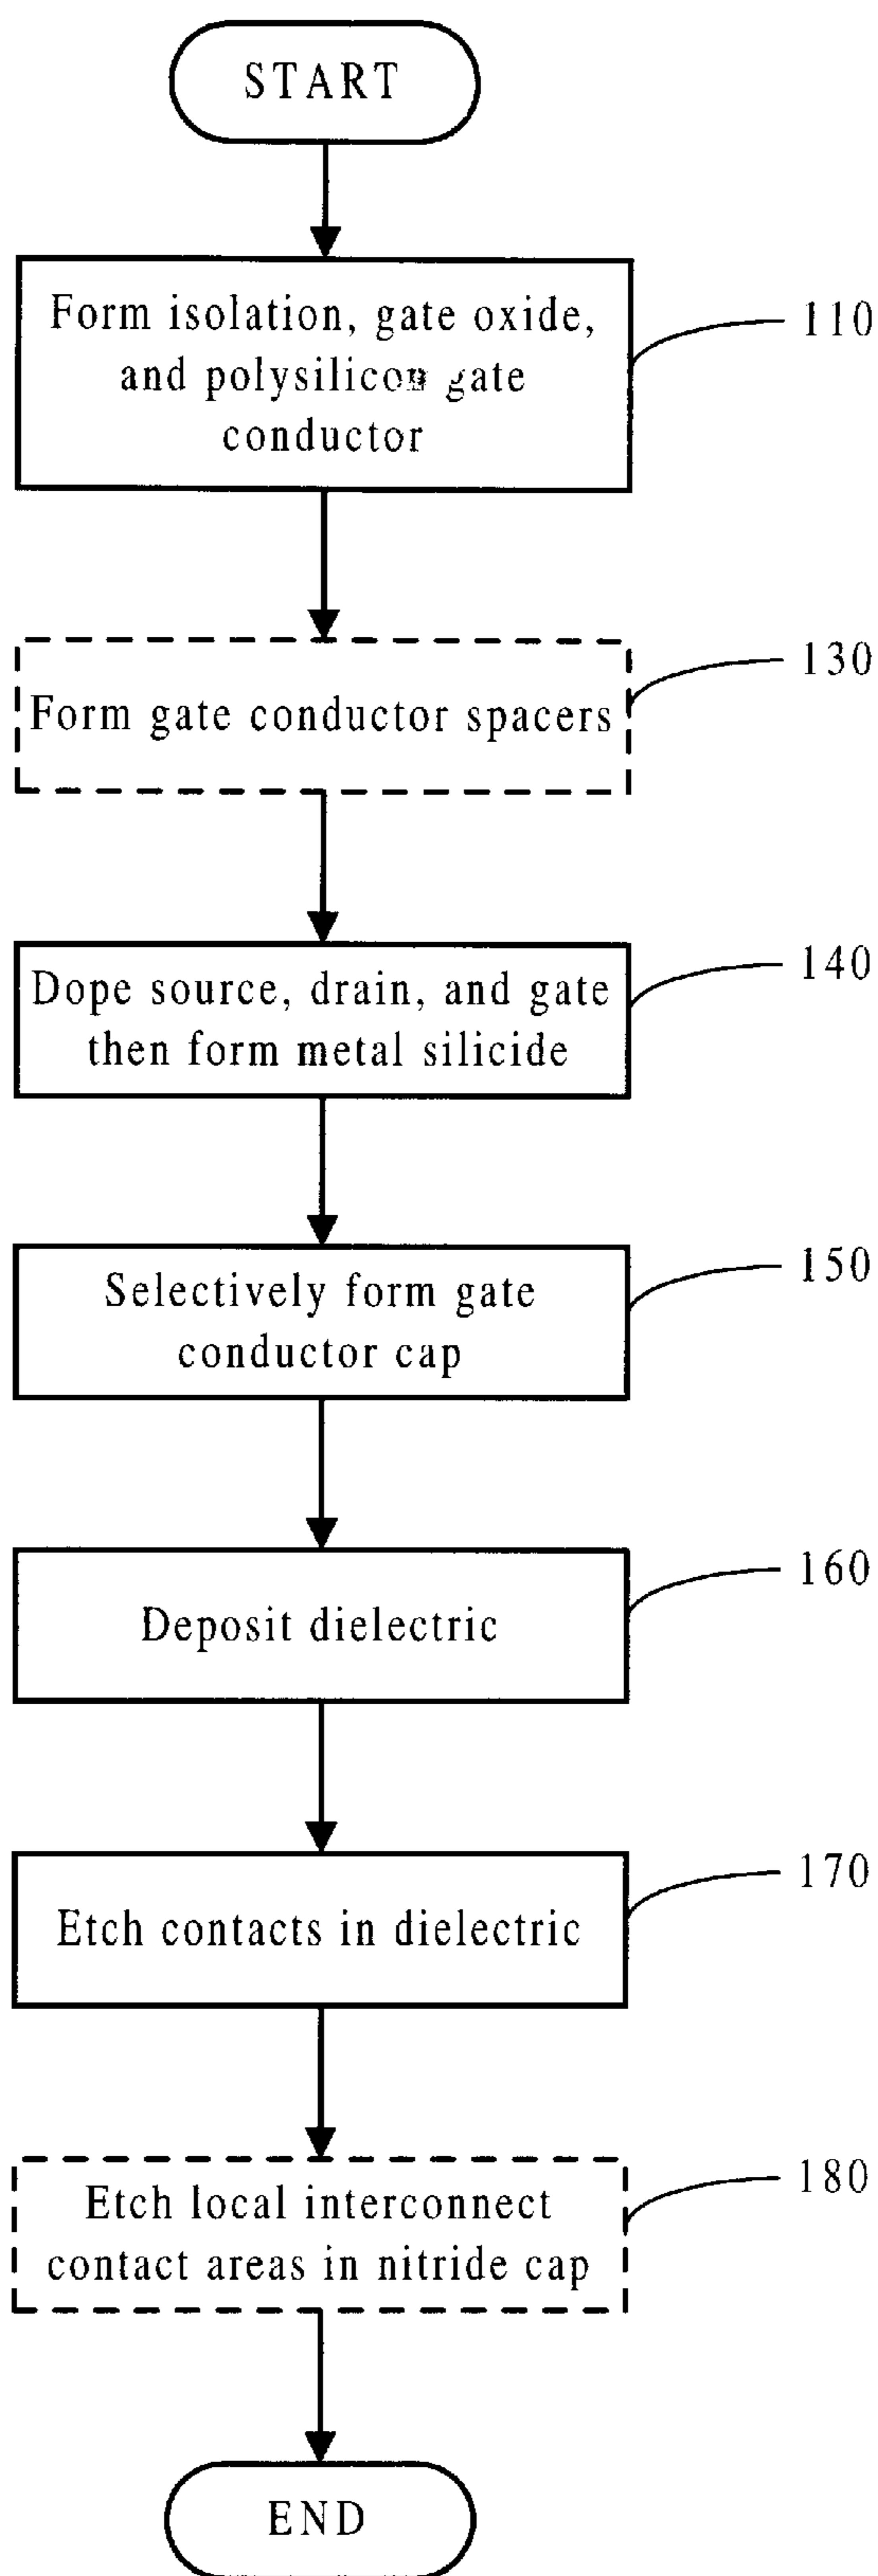 START
Form isolation, gate oxide,
and polysilicon gate
conductor
110
Form gate conductor spacers
130
Dope source, drain, and gate
then form metal silicide
140
Selectively form gate
conductor cap
150
Deposit dielectric
160
Etch contacts in dielectric
170
Etch local interconnect
contact areas in nitride cap
180
END